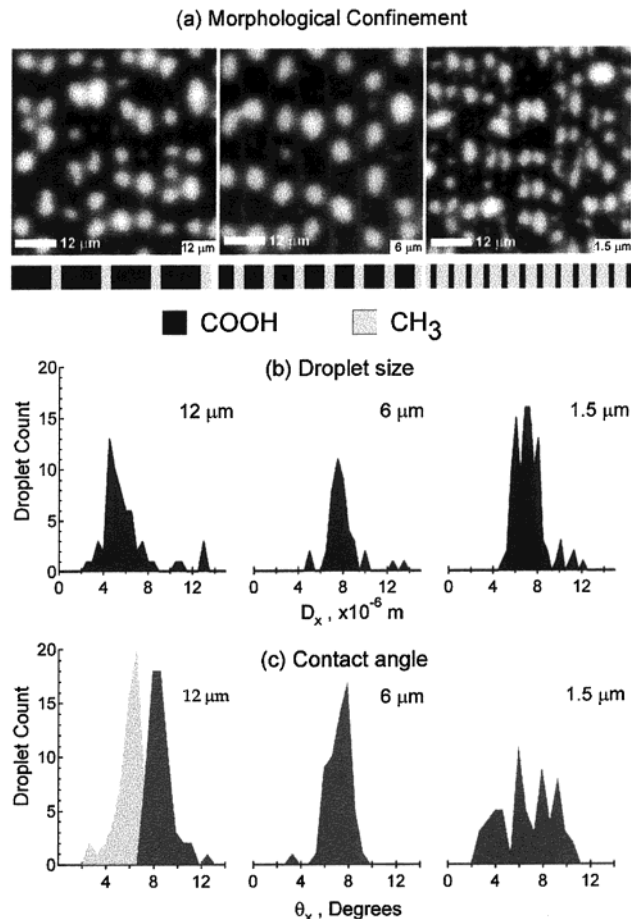 (a) Morphological Confinement
12 μm 12 μm 12 μm 6 μm 12 μm 1.5 μm
COOH CH₃
(b) Droplet size
20 12 μm 6 μm 1.5 μm
15
10
5
0
Droplet Count
0 4 8 12 0 4 8 12 0 4 8 12
Dₓ , x10⁻⁶ m
(c) Contact angle
20 12 μm 6 μm 1.5 μm
15
10
5
0
Droplet Count
0 4 8 12 0 4 8 12 0 4 8 12
θₓ , Degrees